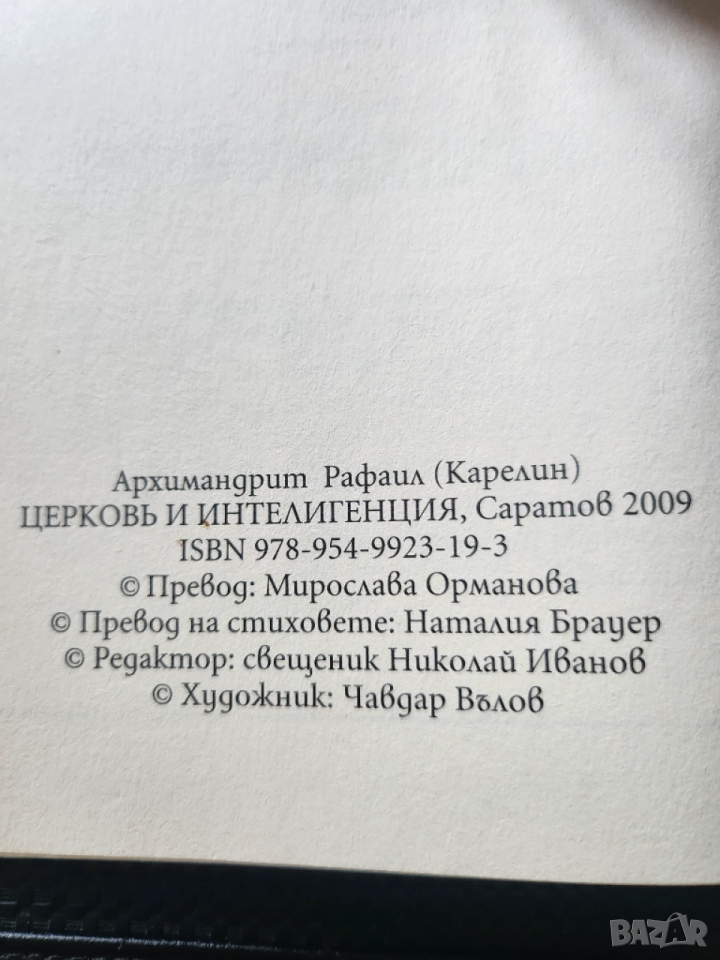 Архимандрит Рафаил (Карелин)
ЦЕРКОВЬ И ИНТЕЛИГЕНЦИЯ, Саратов 2009
ISBN 978-954-9923-19-3
© Превод: Мирослава Орманова
© Превод на стиховете: Наталия Брауер
© Редактор: свещеник Николай Иванов
© Художник: Чавдар Вълов
BAZAR